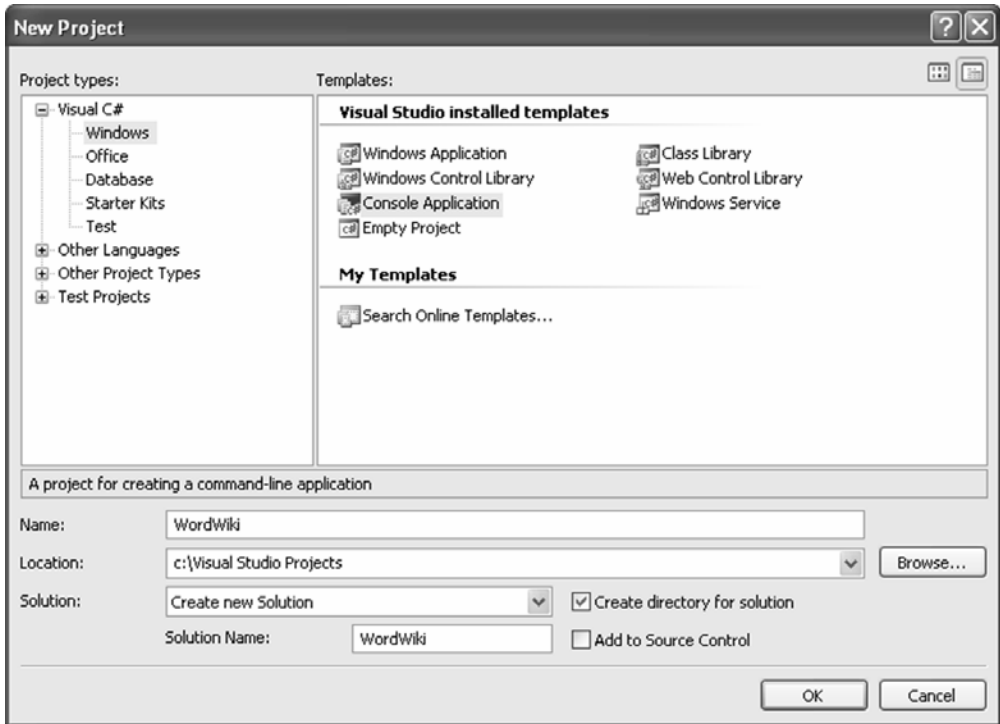 New Project
Project types:
Templates:
Visual C#
Windows
Office
Database
Starter Kits
Test
Other Languages
Other Project Types
Test Projects
Visual Studio installed templates
Windows Application
Class Library
Windows Control Library
Web Control Library
Console Application
Windows Service
Empty Project
My Templates
Search Online Templates...
A project for creating a command-line application
Name: WordWiki
Location: c:\Visual Studio Projects Browse...
Solution: Create new Solution Create directory for solution
Solution Name: WordWiki Add to Source Control
OK Cancel